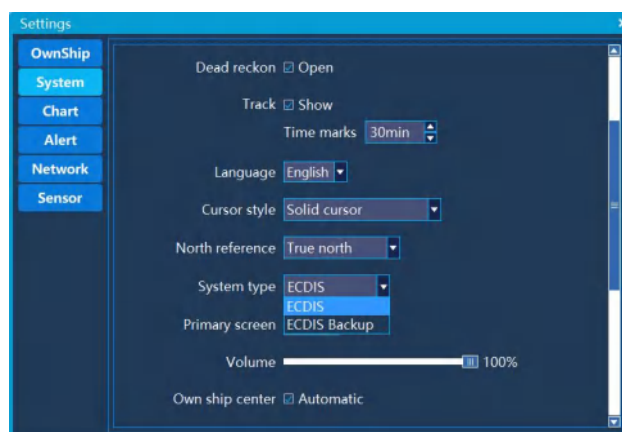 Settings
OwnShip
System
Chart
Alert
Network
Sensor
Dead reckon Open
Track Show
Time marks 30min
Language English
Cursor style Solid cursor
North reference True north
System type ECDIS
ECDIS
Primary screen ECDIS Backup
Volume 100%
Own ship center Automatic